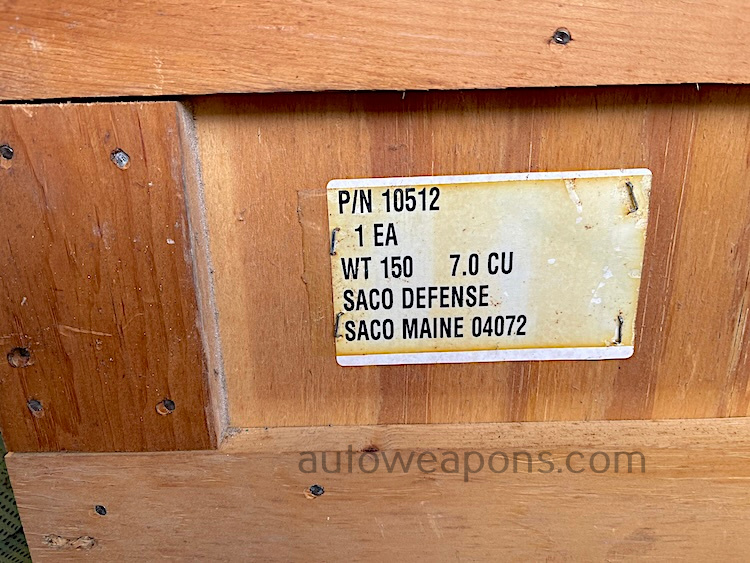 P/N 10512
1 EA
WT 150 7.0 CU
SACO DEFENSE
SACO MAINE 04072
autoweapons.com